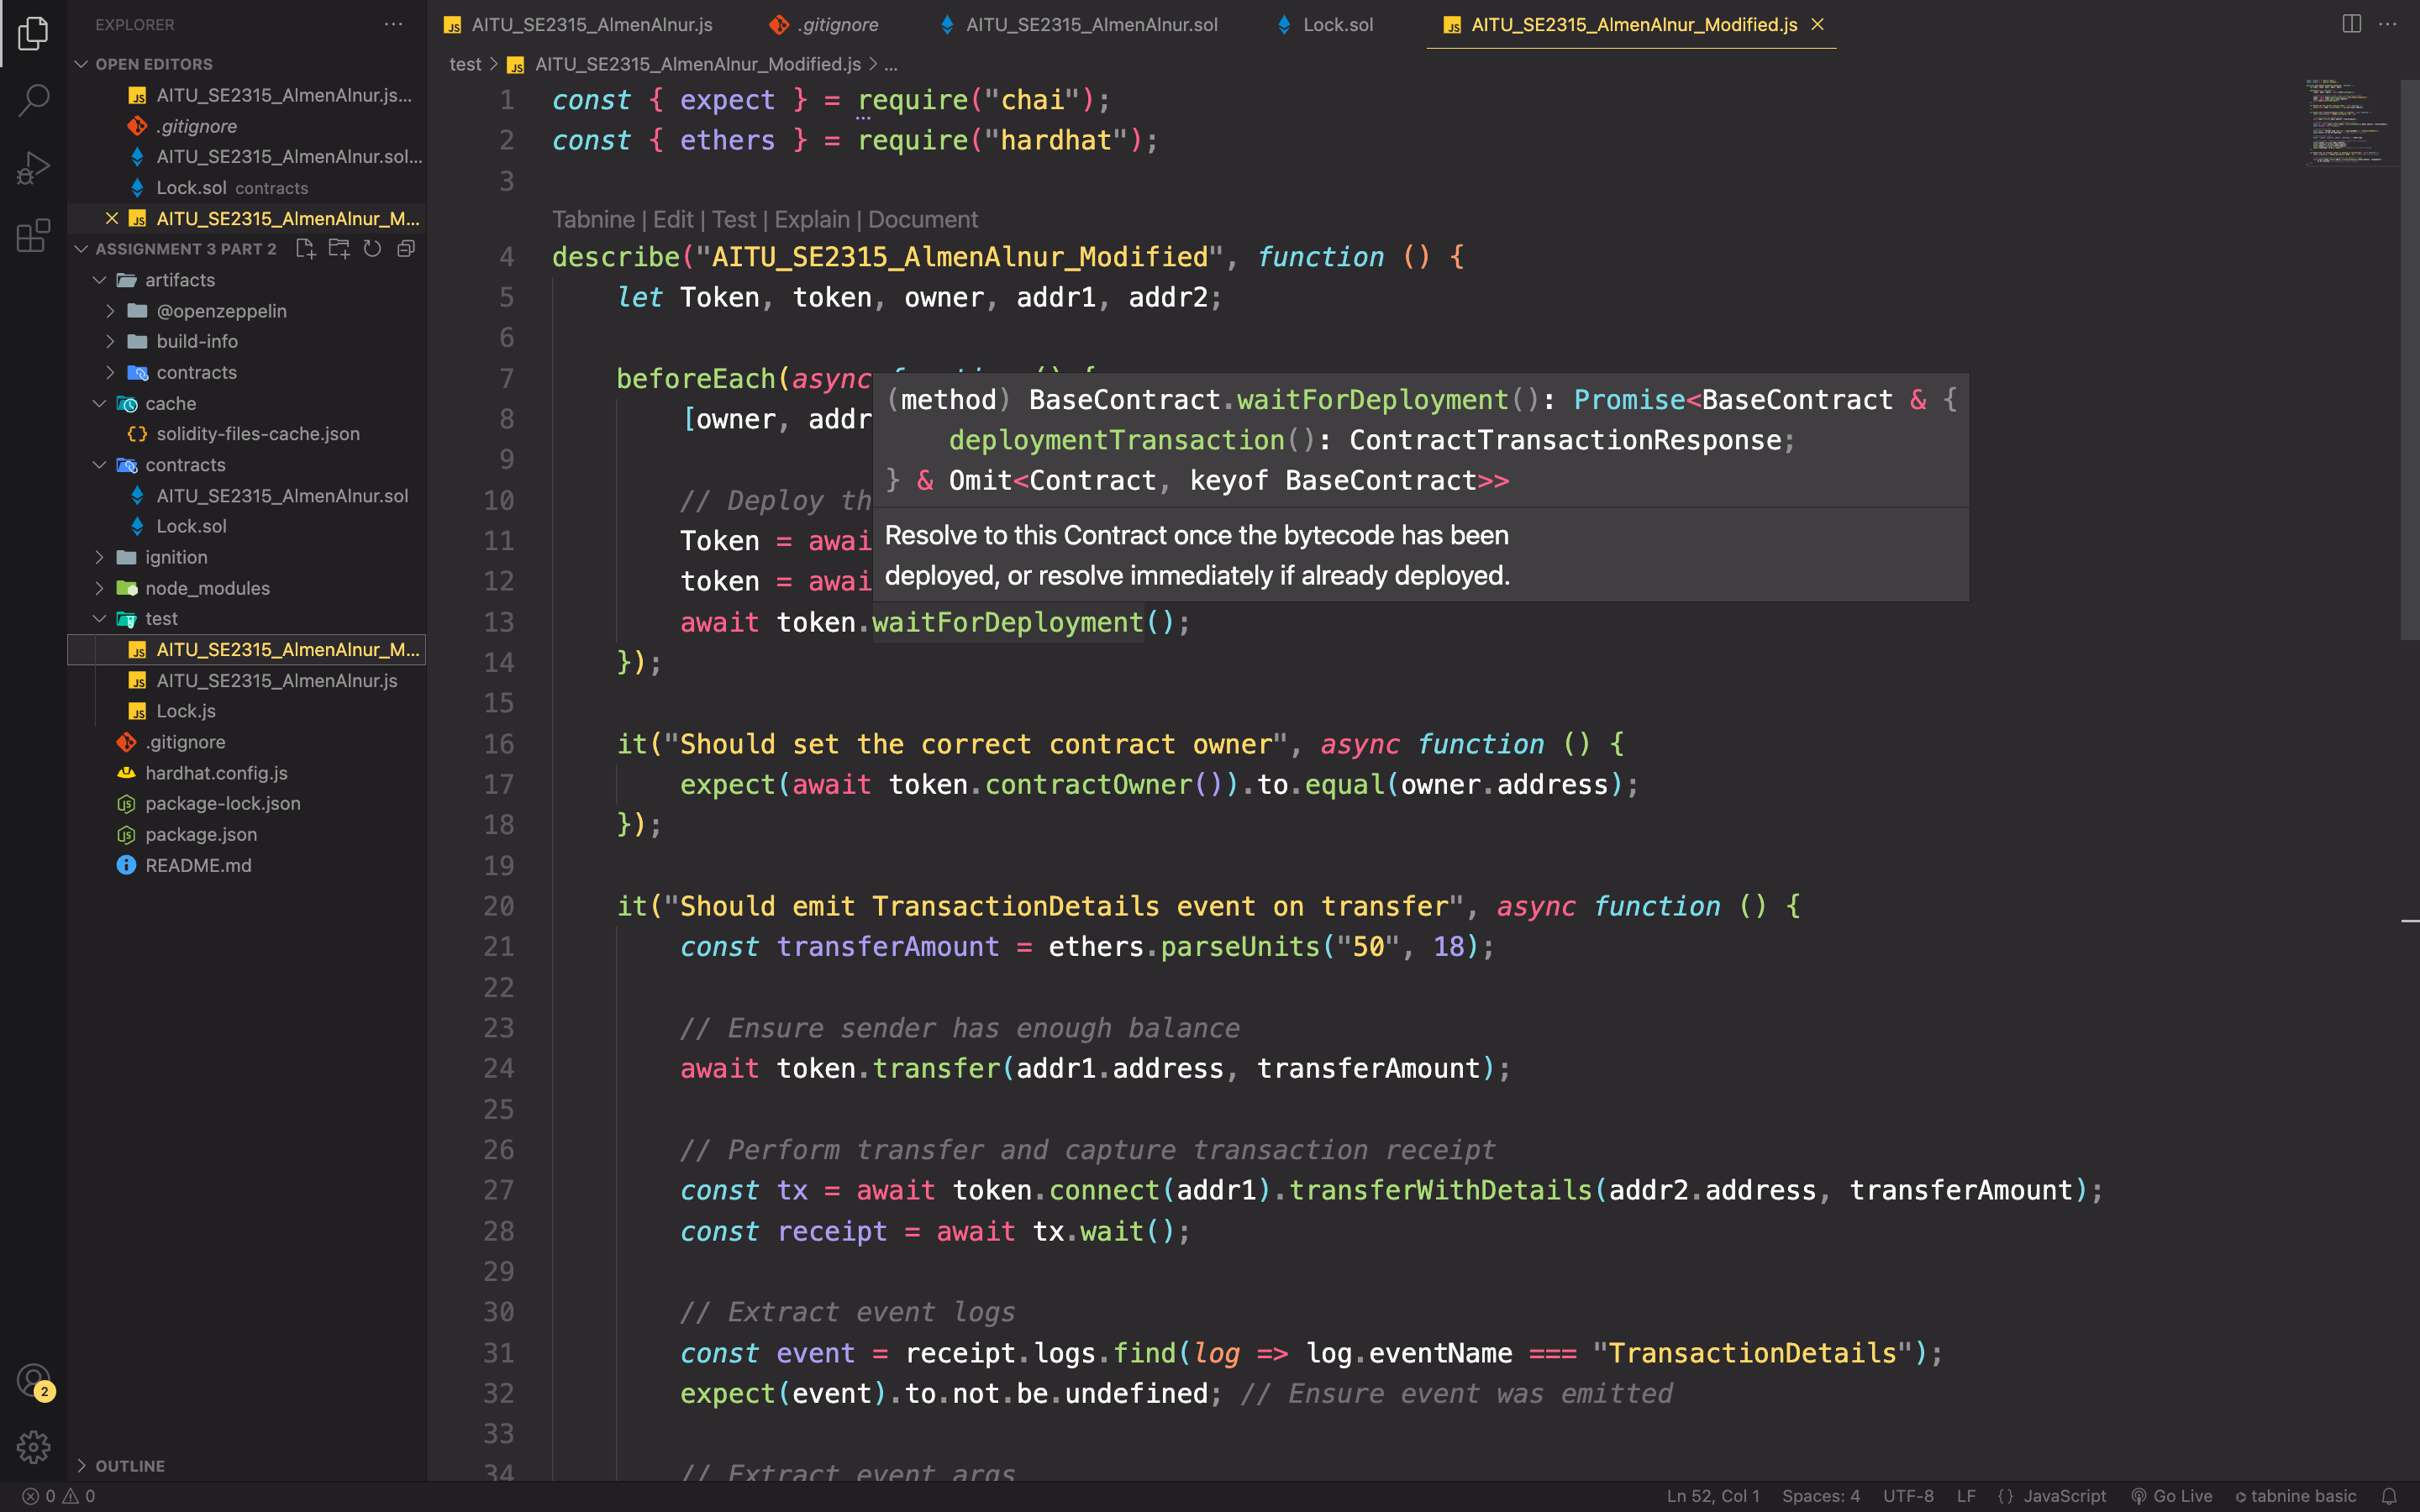 EXPLORER
OPEN EDITORS
AITU_SE2315_AlmenAlnur.js...
.gitignore
AITU_SE2315_AlmenAlnur.sol...
Lock.sol contracts
AITU_SE2315_AlmenAlnur_M...
ASSIGNMENT 3 PART 2
artifacts
@openzeppelin
build-info
contracts
cache
solidity-files-cache.json
contracts
AITU_SE2315_AlmenAlnur.sol
Lock.sol
ignition
node_modules
test
AITU_SE2315_AlmenAlnur_M...
AITU_SE2315_AlmenAlnur.js
Lock.js
.gitignore
hardhat.config.js
package-lock.json
package.json
README.md
2
OUTLINE
AITU_SE2315_AlmenAlnur.js .gitignore AITU_SE2315_AlmenAlnur.sol Lock.sol AITU_SE2315_AlmenAlnur_Modified.js
test > AITU_SE2315_AlmenAlnur_Modified.js > ...
1 const { expect } = require("chai");
2 const { ethers } = require("hardhat");
3
Tabnine | Edit | Test | Explain | Document
4 describe("AITU_SE2315_AlmenAlnur_Modified", function () {
5 let Token, token, owner, addr1, addr2;
6
7 beforeEach(async function () {
8 [owner, addr
9
10 // Deploy th
11 Token = awai
12 token = awai
(method) BaseContract.waitForDeployment(): Promise<BaseContract & {
deploymentTransaction(): ContractTransactionResponse;
} & Omit<Contract, keyof BaseContract>>
Resolve to this Contract once the bytecode has been
deployed, or resolve immediately if already deployed.
13 await token.waitForDeployment();
14 });
15
16 it("Should set the correct contract owner", async function () {
17 expect(await token.contractOwner()).to.equal(owner.address);
18 });
19
20 it("Should emit TransactionDetails event on transfer", async function () {
21 const transferAmount = ethers.parseUnits("50", 18);
22
23 // Ensure sender has enough balance
24 await token.transfer(addr1.address, transferAmount);
25
26 // Perform transfer and capture transaction receipt
27 const tx = await token.connect(addr1).transferWithDetails(addr2.address, transferAmount);
28 const receipt = await tx.wait();
29
30 // Extract event logs
31 const event = receipt.logs.find(log => log.eventName === "TransactionDetails");
32 expect(event).to.not.be.undefined; // Ensure event was emitted
33
34 // Extract event args
0 0 Ln 52, Col 1 Spaces: 4 UTF-8 LF {} JavaScript Go Live tabnine basic